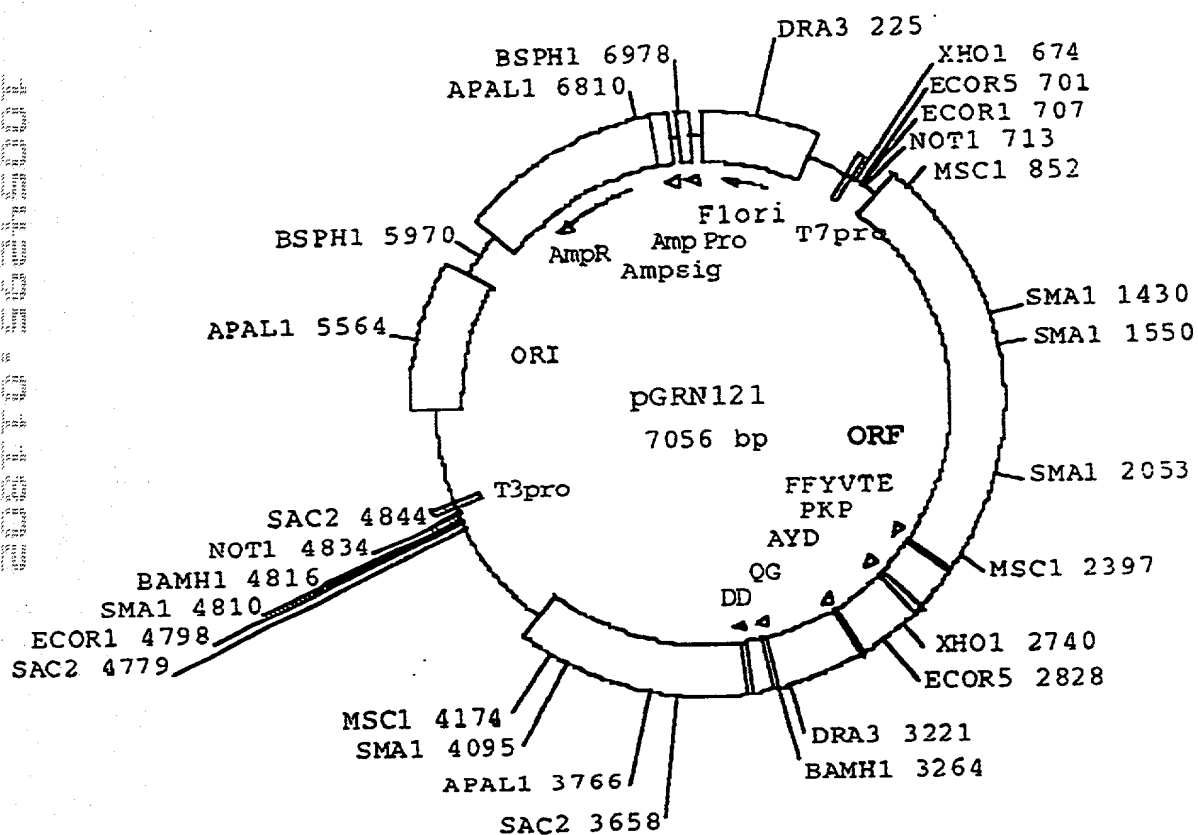 DRA3 225
BSPH1 6978
XHO1 674
APAL1 6810
ECOR5 701
ECOR1 707
NOT1 713
MSC1 852
F1ori
T7pro
BSPH1 5970
AmpR
Amp Pro
Ampsig
SMA1 1430
APAL1 5564
SMA1 1550
ORI
pGRN121
7056 bp
ORF
SMA1 2053
FFYVTE
T3pro
PKP
SAC2 4844
AYD
NOT1 4834
MSC1 2397
QG
BAMH1 4816
DD
SMA1 4810
ECOR1 4798
XHO1 2740
SAC2 4779
ECOR5 2828
MSC1 4174
DRA3 3221
SMA1 4095
BAMH1 3264
APAL1 3766
SAC2 3658